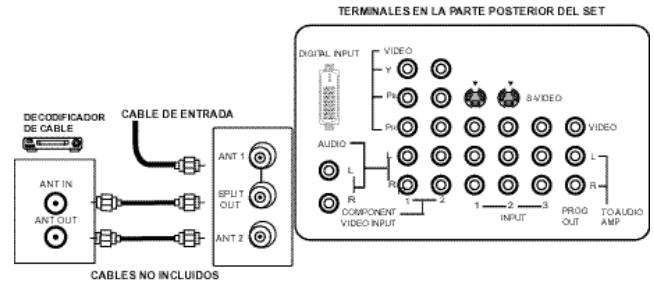 TERMINALES EN LA PARTE POSTERIOR DEL SET
DIGITAL INPUT
VIDEO
Y
PB
PR
S-VIDEO
VIDEO
AUDIO
L
R
L
R
L
R
1 2
COMPONENT
VIDEO INPUT
1 2 3
INPUT
PROG
OUT
TO AUDIO
AMP
DECODIFICADOR
DE CABLE
CABLE DE ENTRADA
ANT IN
ANT OUT
ANT 1
SPLIT
OUT
ANT 2
CABLES NO INCLUIDOS